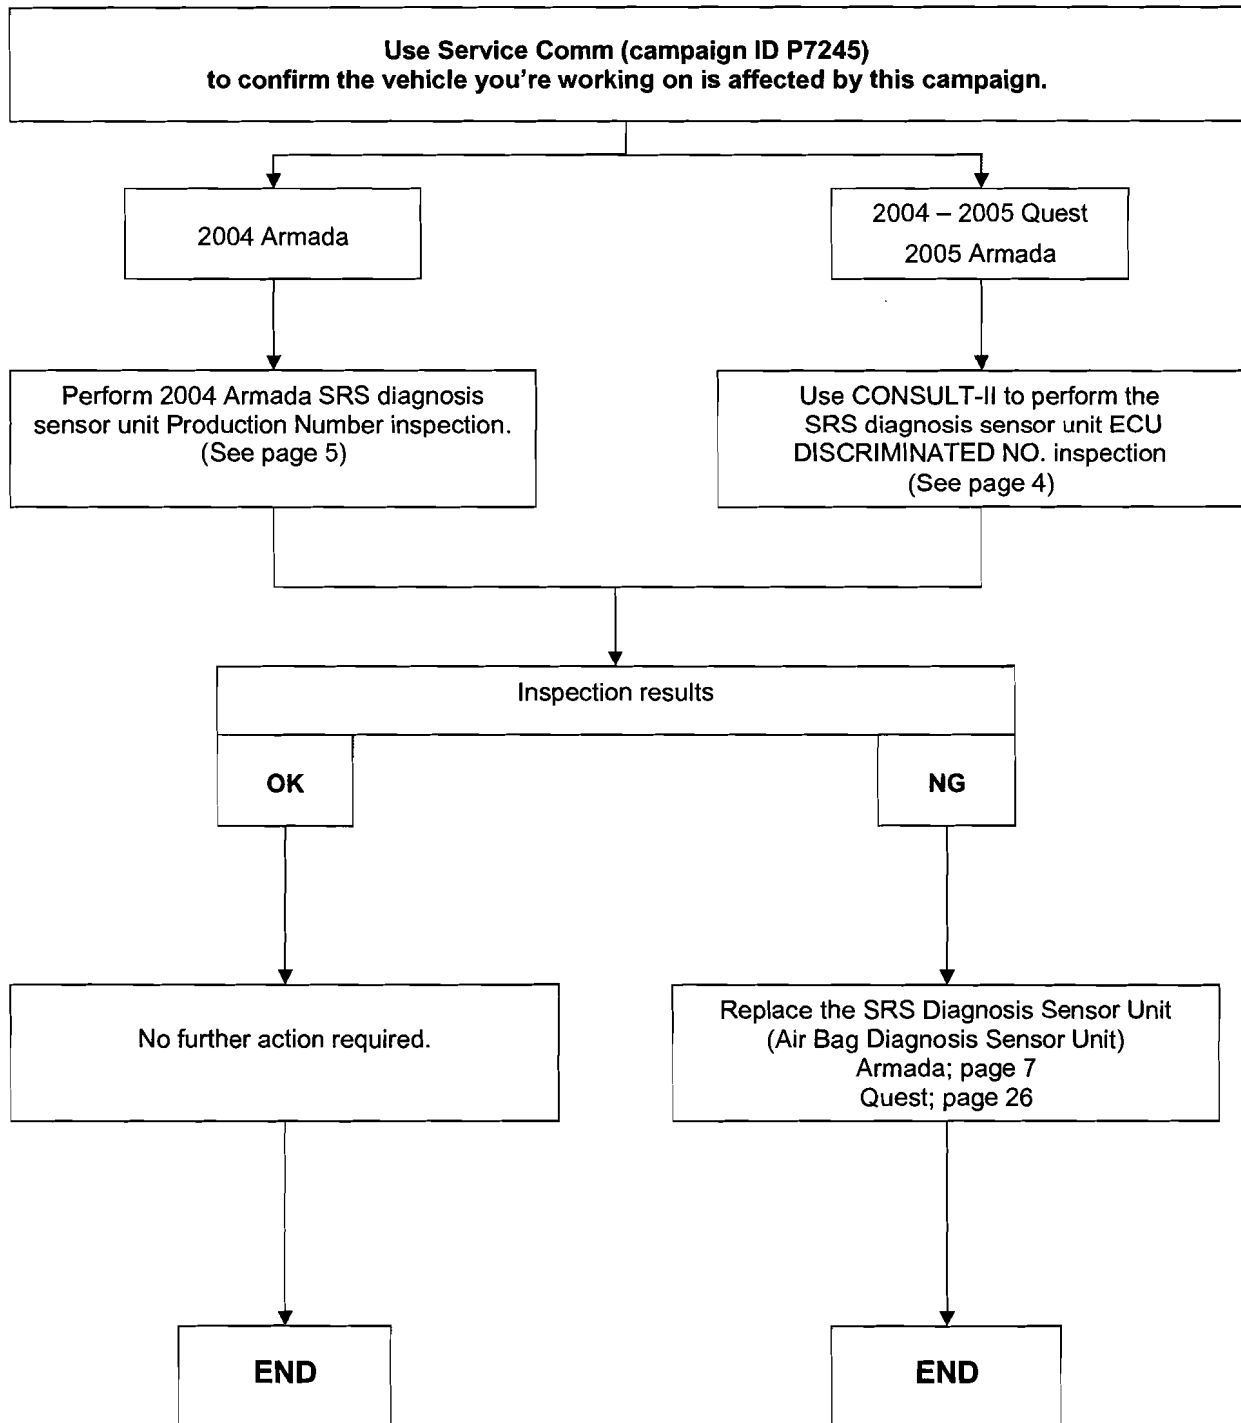 Use Service Comm (campaign ID P7245)
to confirm the vehicle you're working on is affected by this campaign.
2004 Armada
2004 – 2005 Quest
2005 Armada
Perform 2004 Armada SRS diagnosis
sensor unit Production Number inspection.
(See page 5)
Use CONSULT-II to perform the
SRS diagnosis sensor unit ECU
DISCRIMINATED NO. inspection
(See page 4)
Inspection results
OK
NG
No further action required.
Replace the SRS Diagnosis Sensor Unit
(Air Bag Diagnosis Sensor Unit)
Armada; page 7
Quest; page 26
END
END